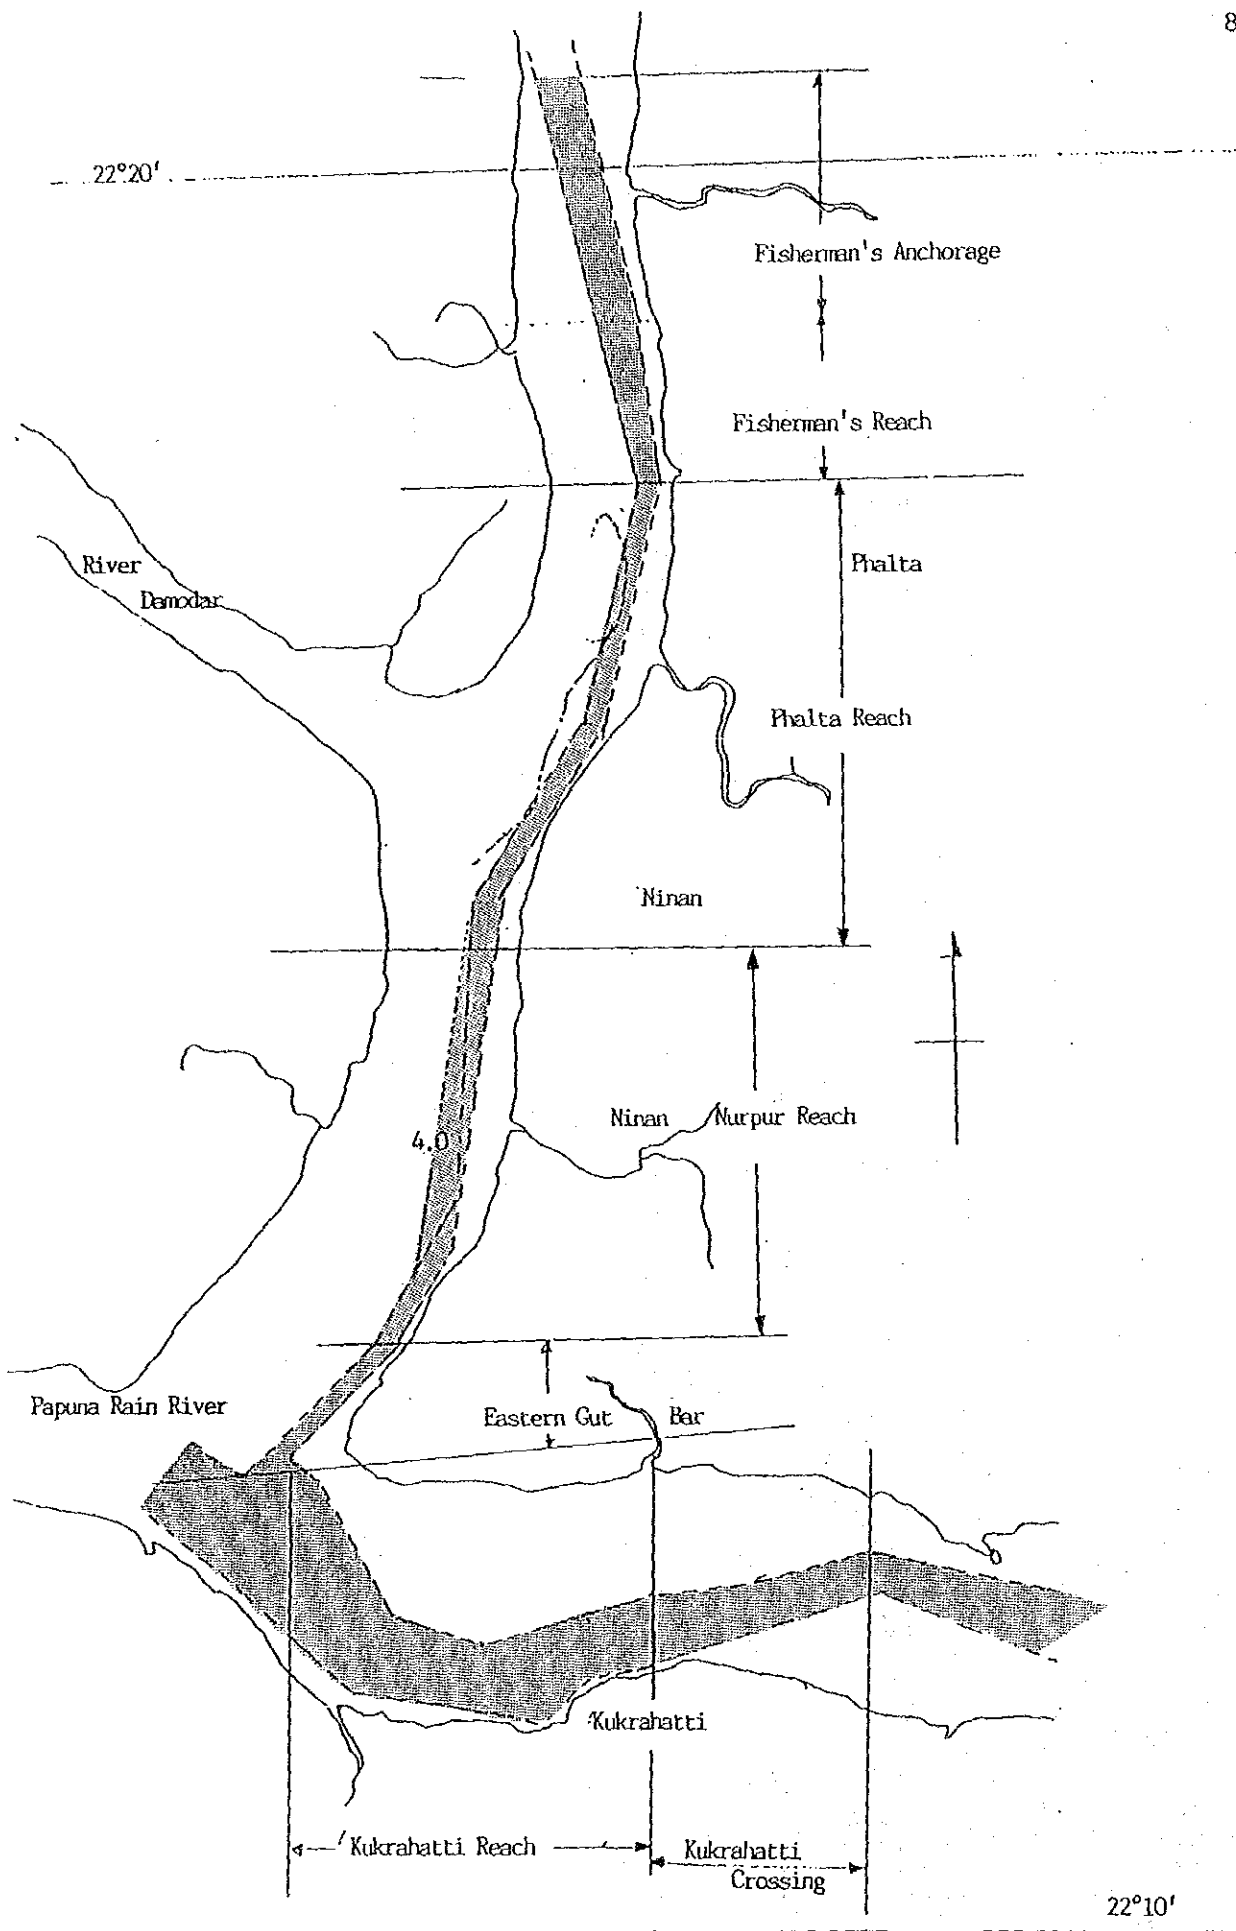 8
22°20'
Fisherman's Anchorage
Fisherman's Reach
River
Damodar
Phalta
Phalta Reach
Ninan
Ninan
Nurpur Reach
4.0
Papuna Rain River
Eastern Gut Bar
Kukrahatti
Kukrahatti Reach
Kukrahatti
Crossing
22°10'